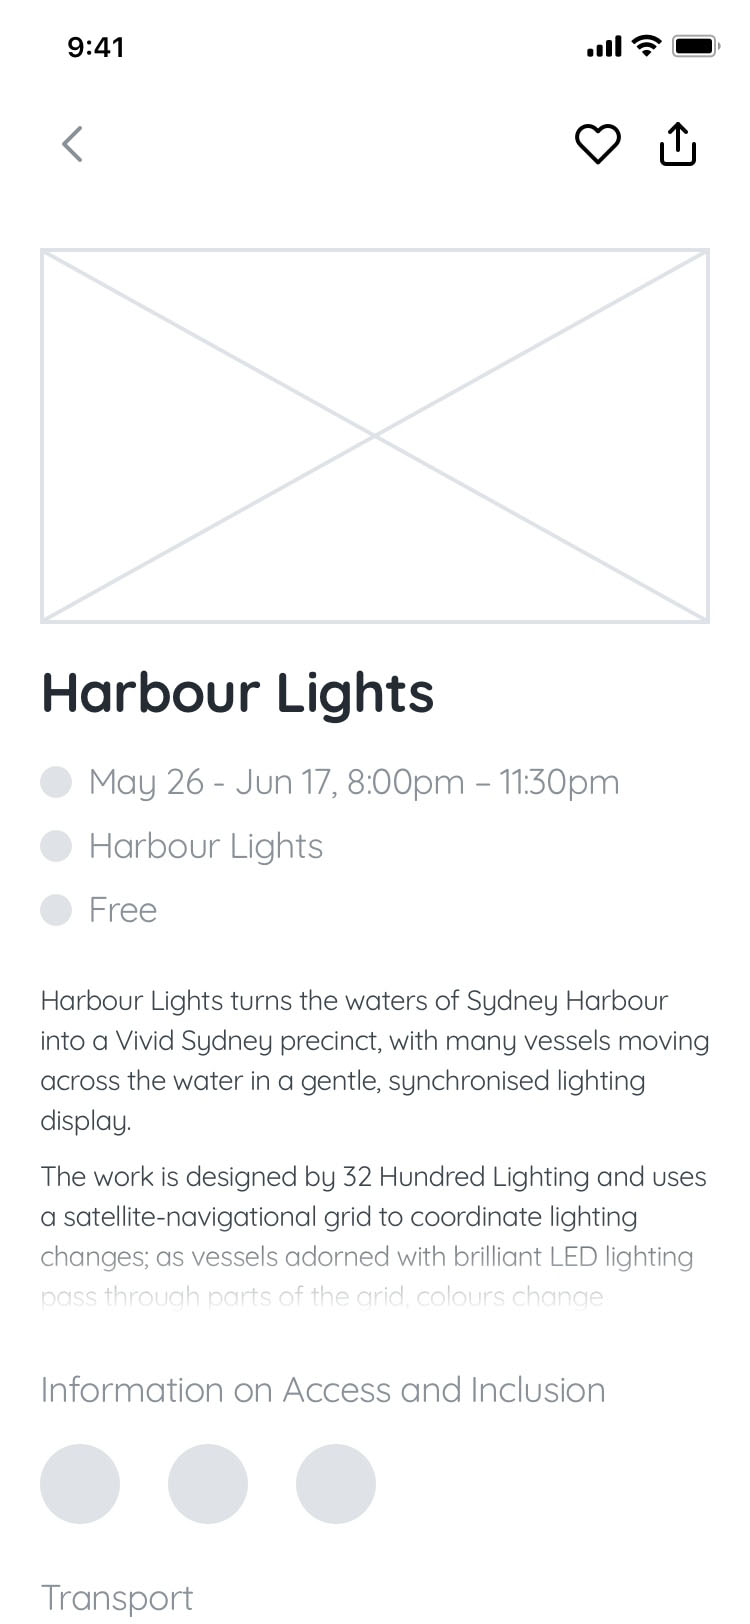 9:41
Harbour Lights
May 26 - Jun 17, 8:00pm – 11:30pm
Harbour Lights
Free
Harbour Lights turns the waters of Sydney Harbour
into a Vivid Sydney precinct, with many vessels moving
across the water in a gentle, synchronised lighting
display.
The work is designed by 32 Hundred Lighting and uses
a satellite-navigational grid to coordinate lighting
changes; as vessels adorned with brilliant LED lighting
pass through parts of the grid, colours change
Information on Access and Inclusion
Transport